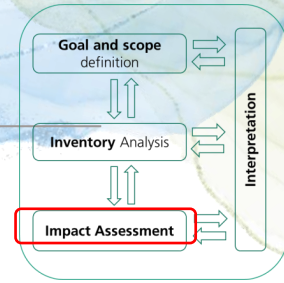 Goal and scope
definition
Inventory Analysis
Impact Assessment
Interpretation